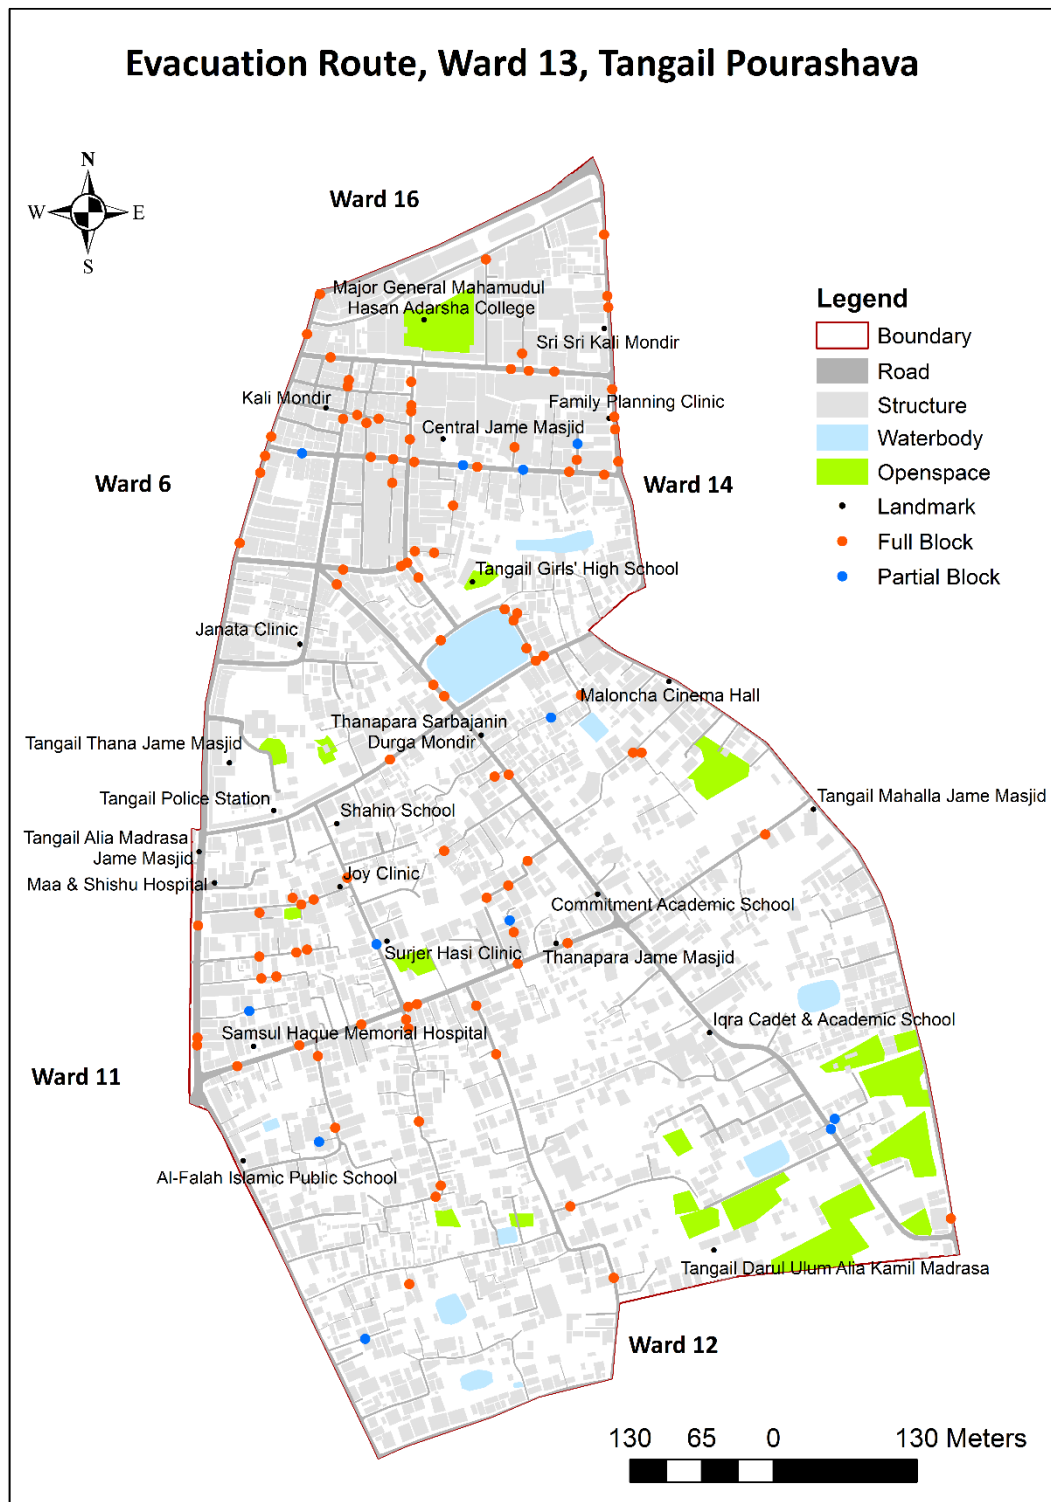 Evacuation Route, Ward 13, Tangail Pourashava
N
W
E
S
Ward 16
Major General Mahamudul
Hasan Adarsha College
Sri Sri Kali Mondir
Kali Mondir
Family Planning Clinic
Central Jame Masjid
Ward 6
Ward 14
Legend
Boundary
Road
Structure
Waterbody
Openspace
Landmark
Full Block
Partial Block
Tangail Girls' High School
Janata Clinic
Maloncha Cinema Hall
Thanapara Sarbajanin
Durga Mondir
Tangail Thana Jame Masjid
Tangail Police Station
Shahin School
Tangail Mahalla Jame Masjid
Tangail Alia Madrasa
Jame Masjid
Maa & Shishu Hospital
Joy Clinic
Commitment Academic School
Surjer Hasi Clinic
Thanapara Jame Masjid
Samsul Haque Memorial Hospital
Iqra Cadet & Academic School
Ward 11
Al-Falah Islamic Public School
Tangail Darul Ulum Alia Kamil Madrasa
Ward 12
130 65 0 130 Meters